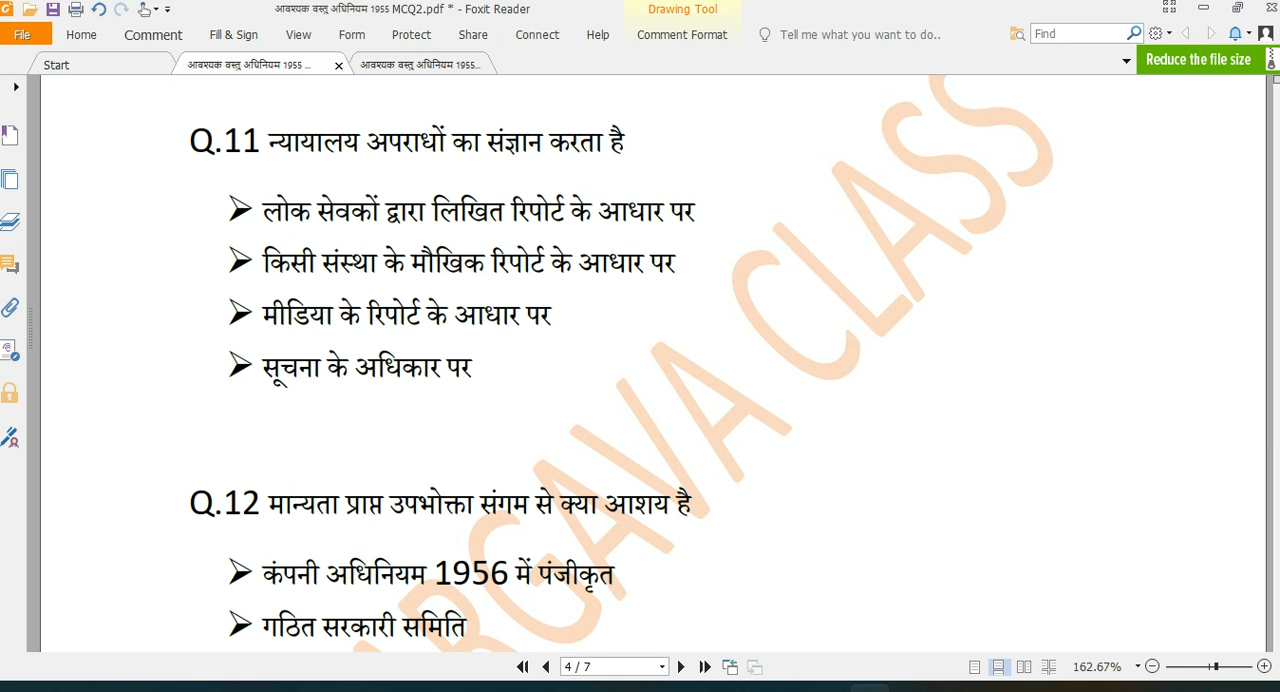 आवश्यक वस्तु अधिनियम 1955 MCQ2.pdf * - Foxit Reader
Drawing Tool
File Home Comment Fill & Sign View Form Protect Share Connect Help Comment Format Tell me what you want to do.. Find
Start आवश्यक वस्तु अधिनियम 1955 ... आवश्यक वस्तु अधिनियम 1955... Reduce the file size
Q.11 न्यायालय अपराधों का संज्ञान करता है
लोक सेवकों द्वारा लिखित रिपोर्ट के आधार पर
किसी संस्था के मौखिक रिपोर्ट के आधार पर
मीडिया के रिपोर्ट के आधार पर
सूचना के अधिकार पर
Q.12 मान्यता प्राप्त उपभोक्ता संगम से क्या आशय है
कंपनी अधिनियम 1956 में पंजीकृत
गठित सरकारी समिति
ARGAVA CLASS
4 / 7 162.67%